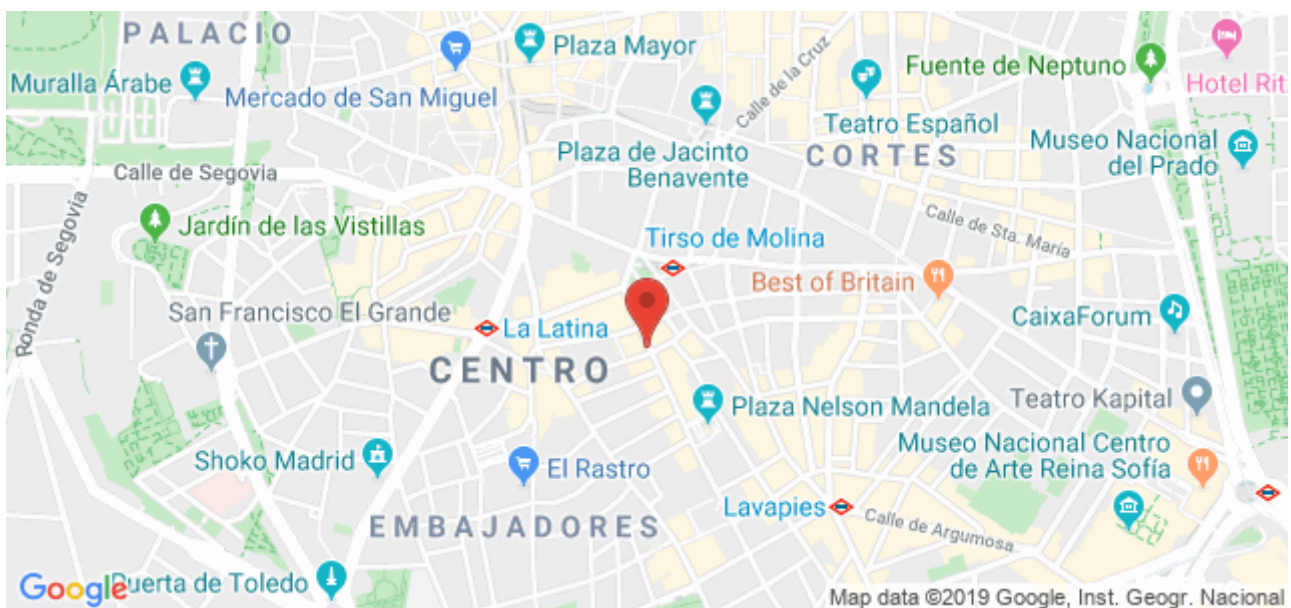 PALACIO
Plaza Mayor
Fuente de Neptuno
Muralla Árabe
Hotel Rit
Mercado de San Miguel
Calle de la Cruz
Teatro Español
Museo Nacional
del Prado
Plaza de Jacinto
Benavente
CORTES
Calle de Segovia
Jardín de las Vistillas
Calle de Sta. María
Tirso de Molina
Ronda de Segovia
Best of Britain
San Francisco El Grande
La Latina
CaixaForum
CENTRO
Teatro Kapital
Plaza Nelson Mandela
Museo Nacional Centro
de Arte Reina Sofía
Shoko Madrid
El Rastro
Lavapies
Calle de Argumosa
EMBAJADORES
Puerta de Toledo
Google
Map data ©2019 Google, Inst. Geogr. Nacional